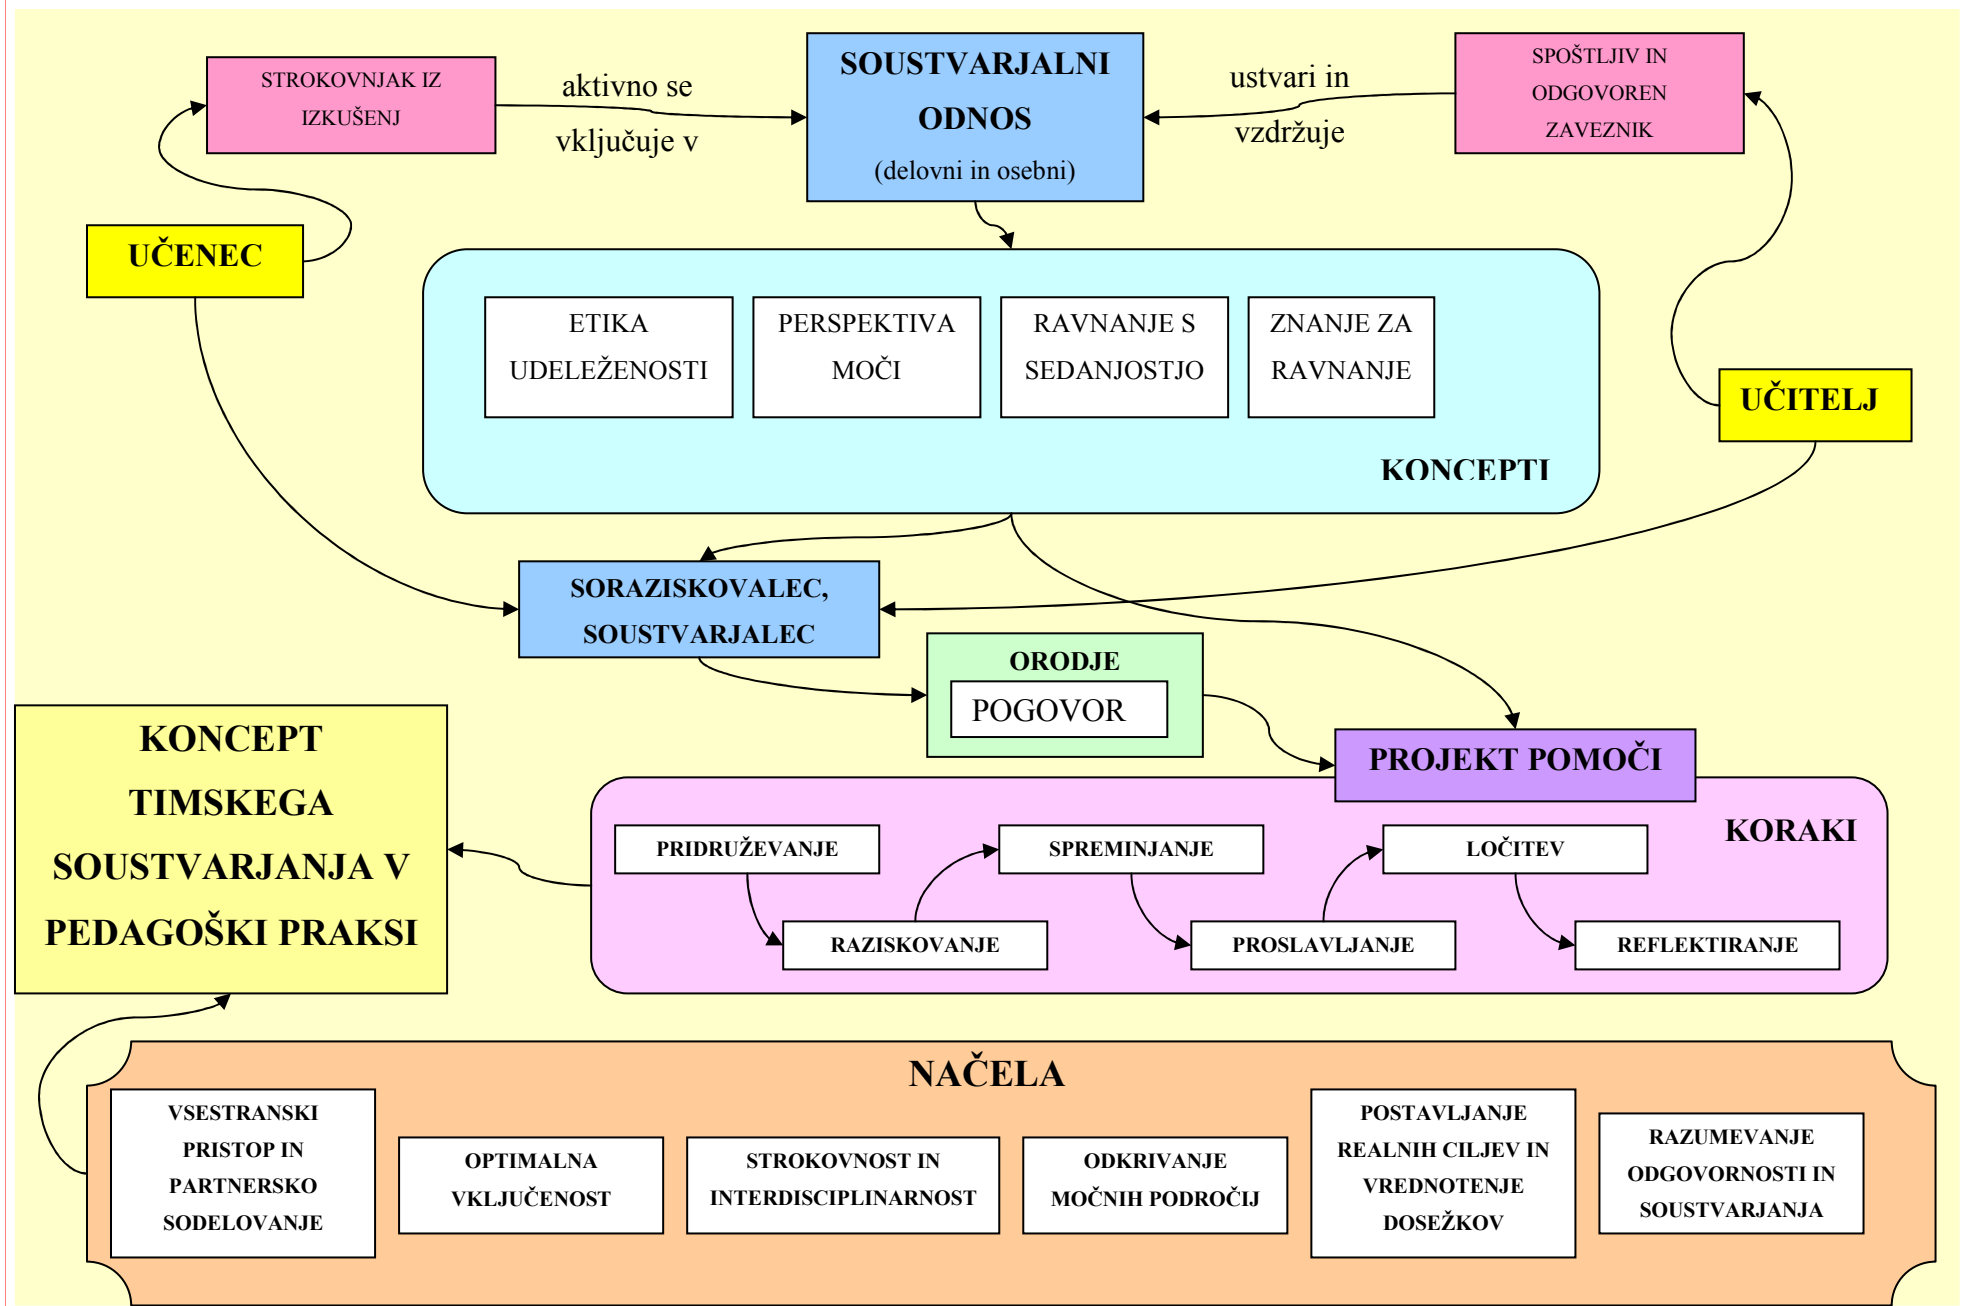 STROKOVNJAK IZ
IZKUŠENJ
aktivno se
vključuje v
SOUSTVARJALNI
ODNOS
(delovni in osebni)
ustvari in
vzdržuje
SPOŠTLJIV IN
ODGOVOREN
ZAVEZNIK
UČENEC
ETIKA
UDELEŽENOSTI
PERSPEKTIVA
MOČI
RAVNANJE S
SEDANJOSTJO
ZNANJE ZA
RAVNANJE
KONCEPTI
UČITELJ
SORAZISKOVALEC,
SOUSTVARJALEC
ORODJE
POGOVOR
PROJEKT POMOČI
KONCEPT
TIMSKEGA
SOUSTVARJANJA V
PEDAGOŠKI PRAKSI
KORAKI
PRIDRUŽEVANJE
RAZISKOVANJE
SPREMINJANJE
PROSLAVLJANJE
LOČITEV
REFLEKTIRANJE
NAČELA
VSESTRANSKI
PRISTOP IN
PARTNERSKO
SODELOVANJE
OPTIMALNA
VKLJUČENOST
STROKOVNOST IN
INTERDISCIPLINARNOST
ODKRIVANJE
MOČNIH PODROČIJ
POSTAVLJANJE
REALNIH CILJEV IN
VREDNOTENJE
DOSEŽKOV
RAZUMEVANJE
ODGOVORNOSTI IN
SOUSTVARJANJA